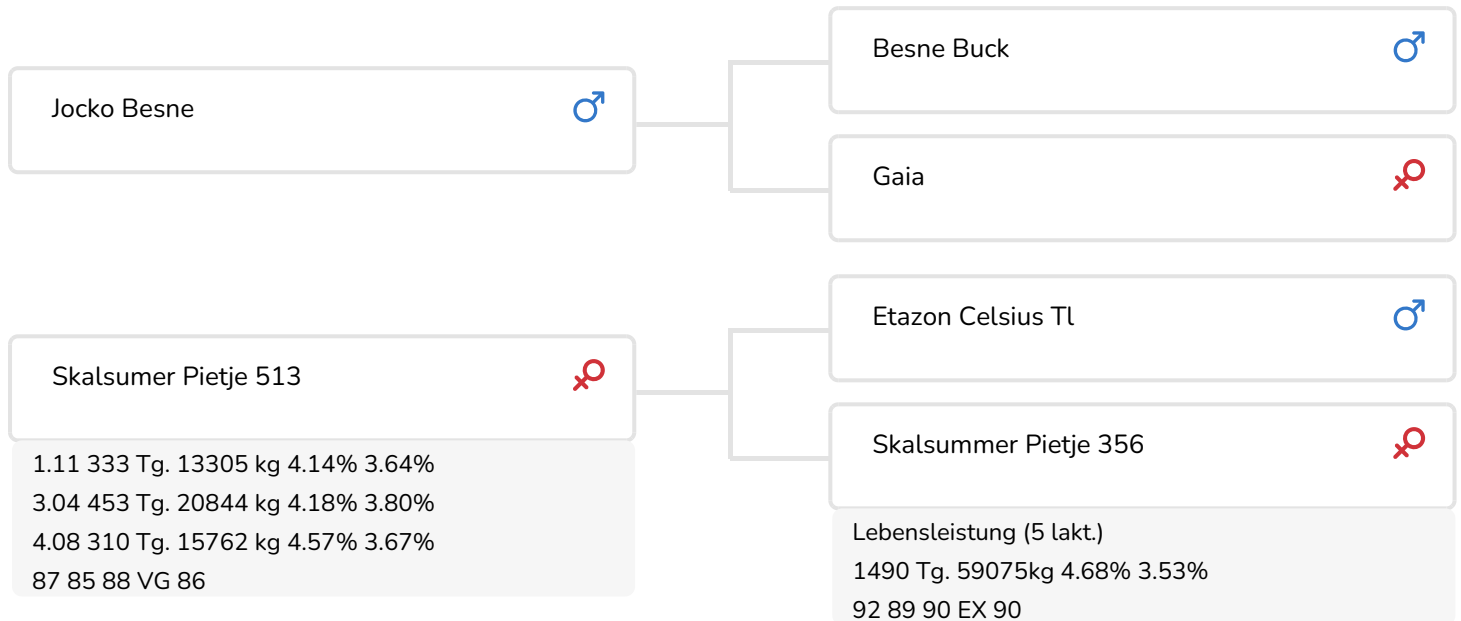 Besne Buck
Jocko Besne
Gaia
Etazon Celsius Tl
Skalsumer Pietje 513
Skalsummer Pietje 356
1.11 333 Tg. 13305 kg 4.14% 3.64%
3.04 453 Tg. 20844 kg 4.18% 3.80%
4.08 310 Tg. 15762 kg 4.57% 3.67%
87 85 88 VG 86
Lebensleistung (5 lakt.)
1490 Tg. 59075kg 4.68% 3.53%
92 89 90 EX 90